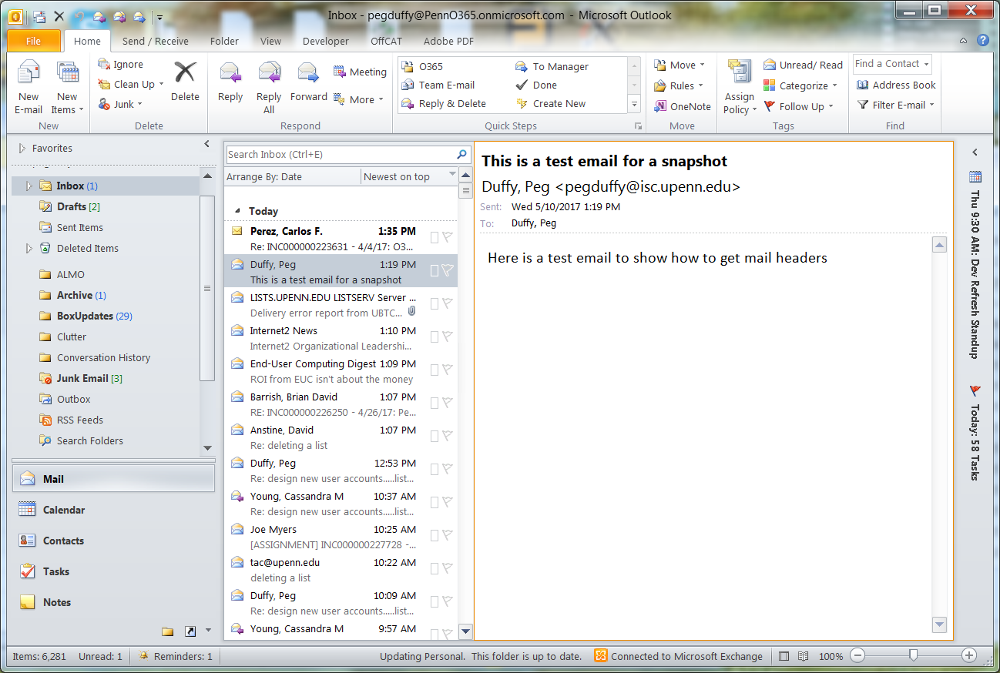 Inbox - pegduffy@PennO365.onmicrosoft.com - Microsoft Outlook
File Home Send / Receive Folder View Developer OffCAT Adobe PDF
New E-mail
New Items
New
Ignore
Clean Up
Junk
Delete
Delete
Reply
Reply All
Forward
Meeting
More
Respond
O365
Team E-mail
Reply & Delete
To Manager
Done
Create New
Quick Steps
Move
Rules
OneNote
Move
Assign Policy
Unread/ Read
Categorize
Follow Up
Tags
Find a Contact
Address Book
Filter E-mail
Find
Favorites
Inbox (1)
Drafts [2]
Sent Items
Deleted Items
ALMO
Archive (1)
BoxUpdates (29)
Clutter
Conversation History
Junk Email [3]
Outbox
RSS Feeds
Search Folders
Mail
Calendar
Contacts
Tasks
Notes
Search Inbox (Ctrl+E)
Arrange By: Date Newest on top
Today
Perez, Carlos F. 1:35 PM
Re: INC000000223631 - 4/4/17: O3...
Duffy, Peg 1:19 PM
This is a test email for a snapshot
LISTS.UPENN.EDU LISTSERV Server ...
Delivery error report from UBTC...
Internet2 News 1:10 PM
Internet2 Organizational Leadershi...
End-User Computing Digest 1:09 PM
ROI from EUC isn't about the money
Barrish, Brian David 1:07 PM
RE: INC000000226250 - 4/26/17: Pe...
Anstine, David 1:07 PM
Re: deleting a list
Duffy, Peg 12:53 PM
Re: design new user accounts.....list...
Young, Cassandra M 10:37 AM
Re: design new user accounts.....list...
Joe Myers 10:25 AM
[ASSIGNMENT] INC000000227728 -...
tac@upenn.edu 10:22 AM
deleting a list
Duffy, Peg 10:09 AM
Re: design new user accounts.....list...
Young, Cassandra M 9:57 AM
This is a test email for a snapshot
Duffy, Peg <pegduffy@isc.upenn.edu>
Sent: Wed 5/10/2017 1:19 PM
To: Duffy, Peg
Here is a test email to show how to get mail headers
Thu 9:30 AM: Dev Refresh Standup
Today: 58 Tasks
Items: 6,281 Unread: 1 Reminders: 1 Updating Personal. This folder is up to date. Connected to Microsoft Exchange 100%